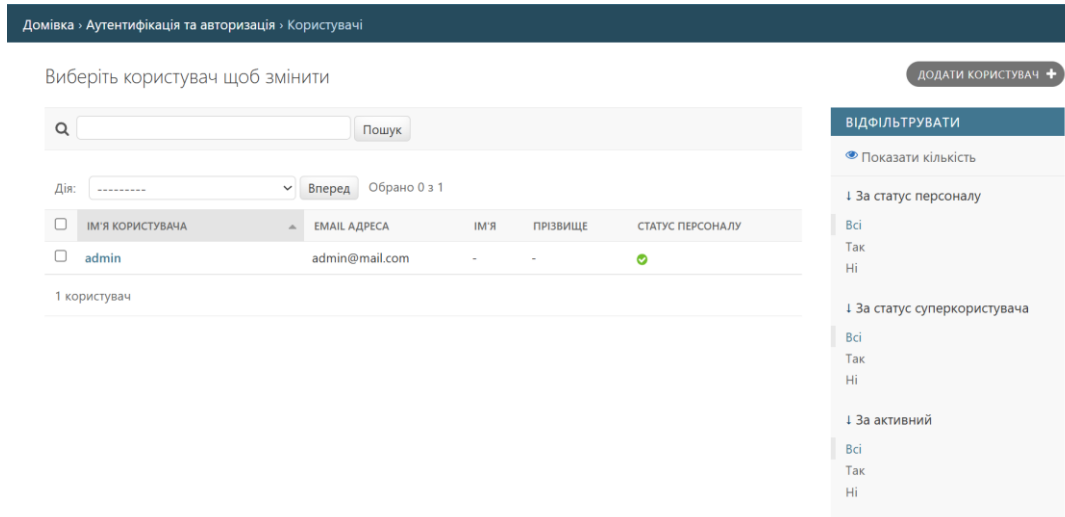 Домівка › Аутентифікація та авторизація › Користувачі
Виберіть користувач щоб змінити
ДОДАТИ КОРИСТУВАЧ +
Пошук
Дія: --------- Вперед Обрано 0 з 1
ІМ'Я КОРИСТУВАЧА EMAIL АДРЕСА ІМ'Я ПРІЗВИЩЕ СТАТУС ПЕРСОНАЛУ
admin admin@mail.com - -
1 користувач
ВІДФІЛЬТРУВАТИ
Показати кількість
↓ За статус персоналу
Всі
Так
Ні
↓ За статус суперкористувача
Всі
Так
Ні
↓ За активний
Всі
Так
Ні